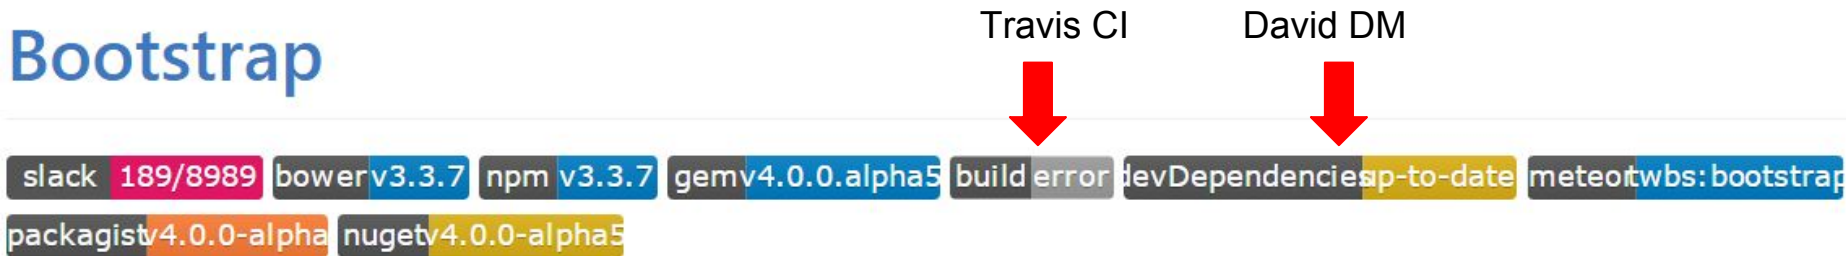 Travis CI David DM
Bootstrap
slack 189/8989 bower v3.3.7 npm v3.3.7 gem v4.0.0.alpha5 build error devDependencies up-to-date meteor twbs:bootstrap
packagist v4.0.0-alpha nuget v4.0.0-alpha5